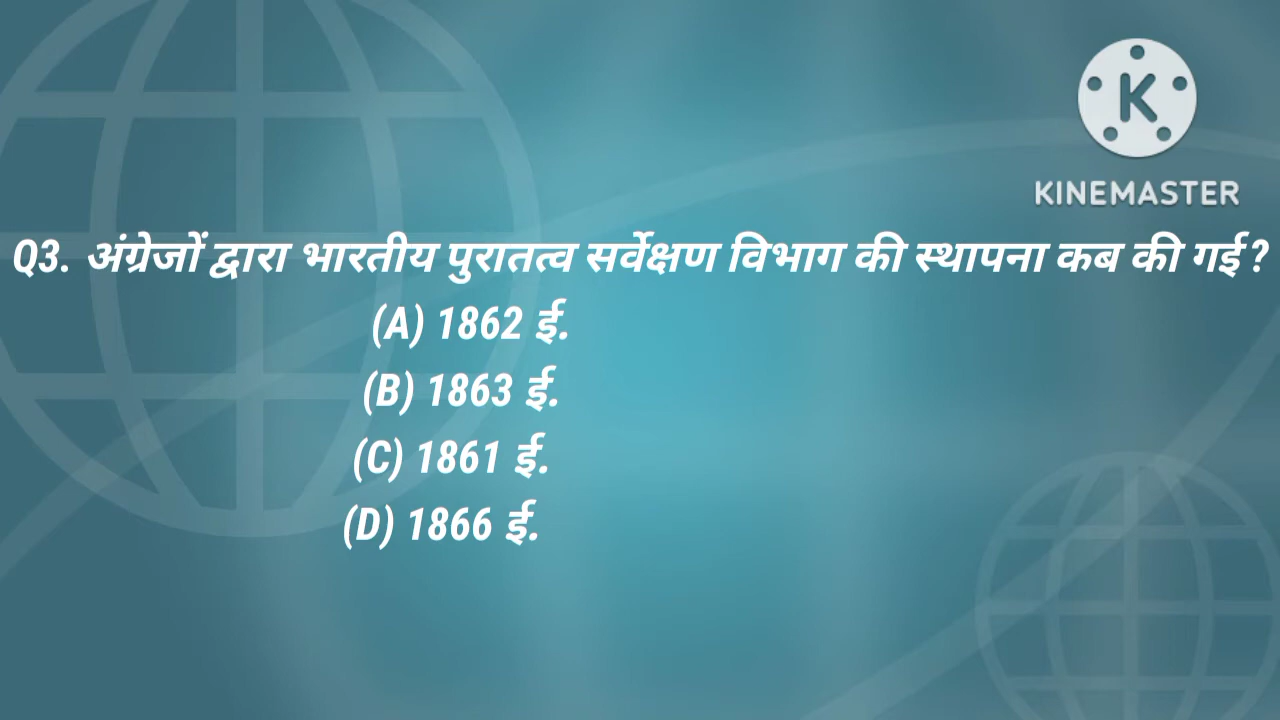 K
KINEMASTER
Q3. अंग्रेजों द्वारा भारतीय पुरातत्व सर्वेक्षण विभाग की स्थापना कब की गई?
(A) 1862 ई.
(B) 1863 ई.
(C) 1861 ई.
(D) 1866 ई.